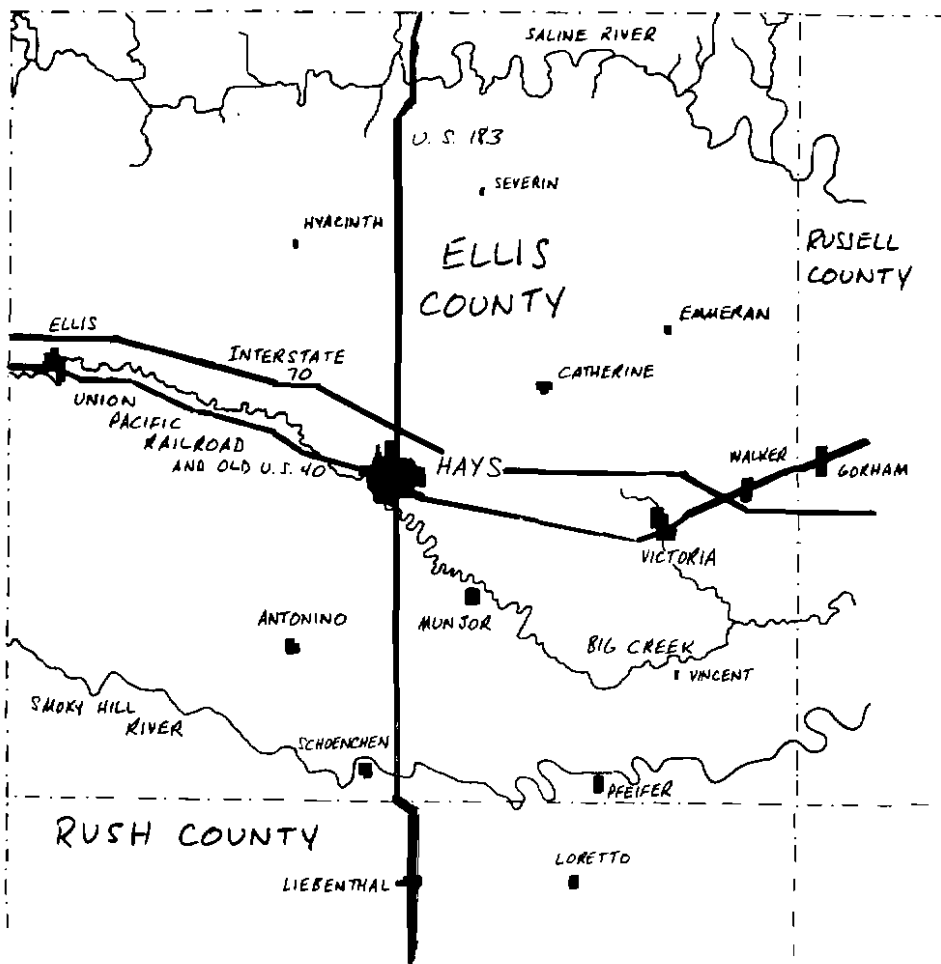 SALINE RIVER
U. S. 183
SEVERIN
HYACINTH
ELLIS
COUNTY
RUSSELL
COUNTY
ELLIS
EMMERAN
INTERSTATE
70
CATHERINE
UNION
PACIFIC
RAILROAD
AND OLD U.S. 40
HAYS
WALKER
GORHAM
VICTORIA
ANTONINO
MUNJOR
BIG CREEK
VINCENT
SMOKY HILL
RIVER
SCHOENCHEN
PFEIFER
RUSH COUNTY
LORETTO
LIEBENTHAL